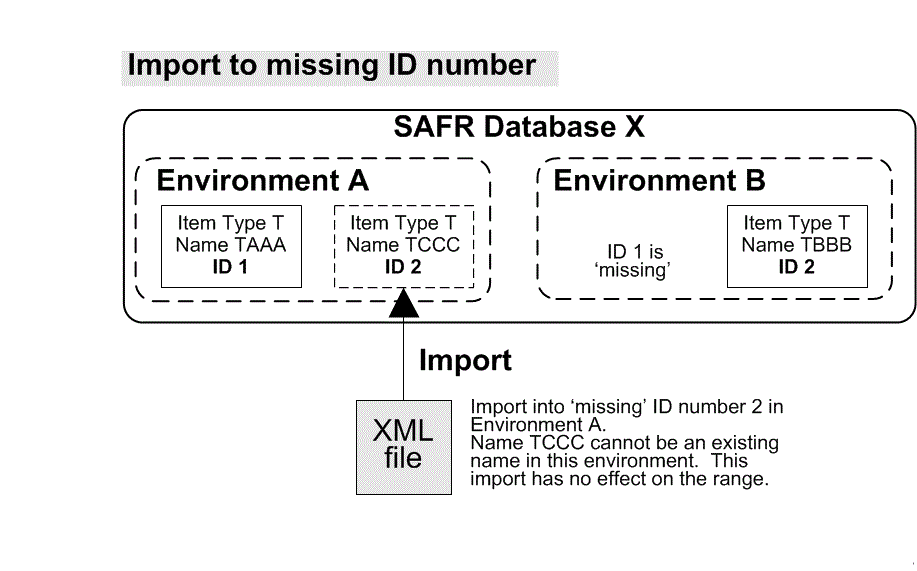 Import to missing ID number
SAFR Database X
Environment A
Item Type T
Name TAAA
ID 1
Item Type T
Name TCCC
ID 2
Environment B
ID 1 is
‘missing’
Item Type T
Name TBBB
ID 2
Import
XML
file
Import into ‘missing’ ID number 2 in
Environment A.
Name TCCC cannot be an existing
name in this environment.  This
import has no effect on the range.